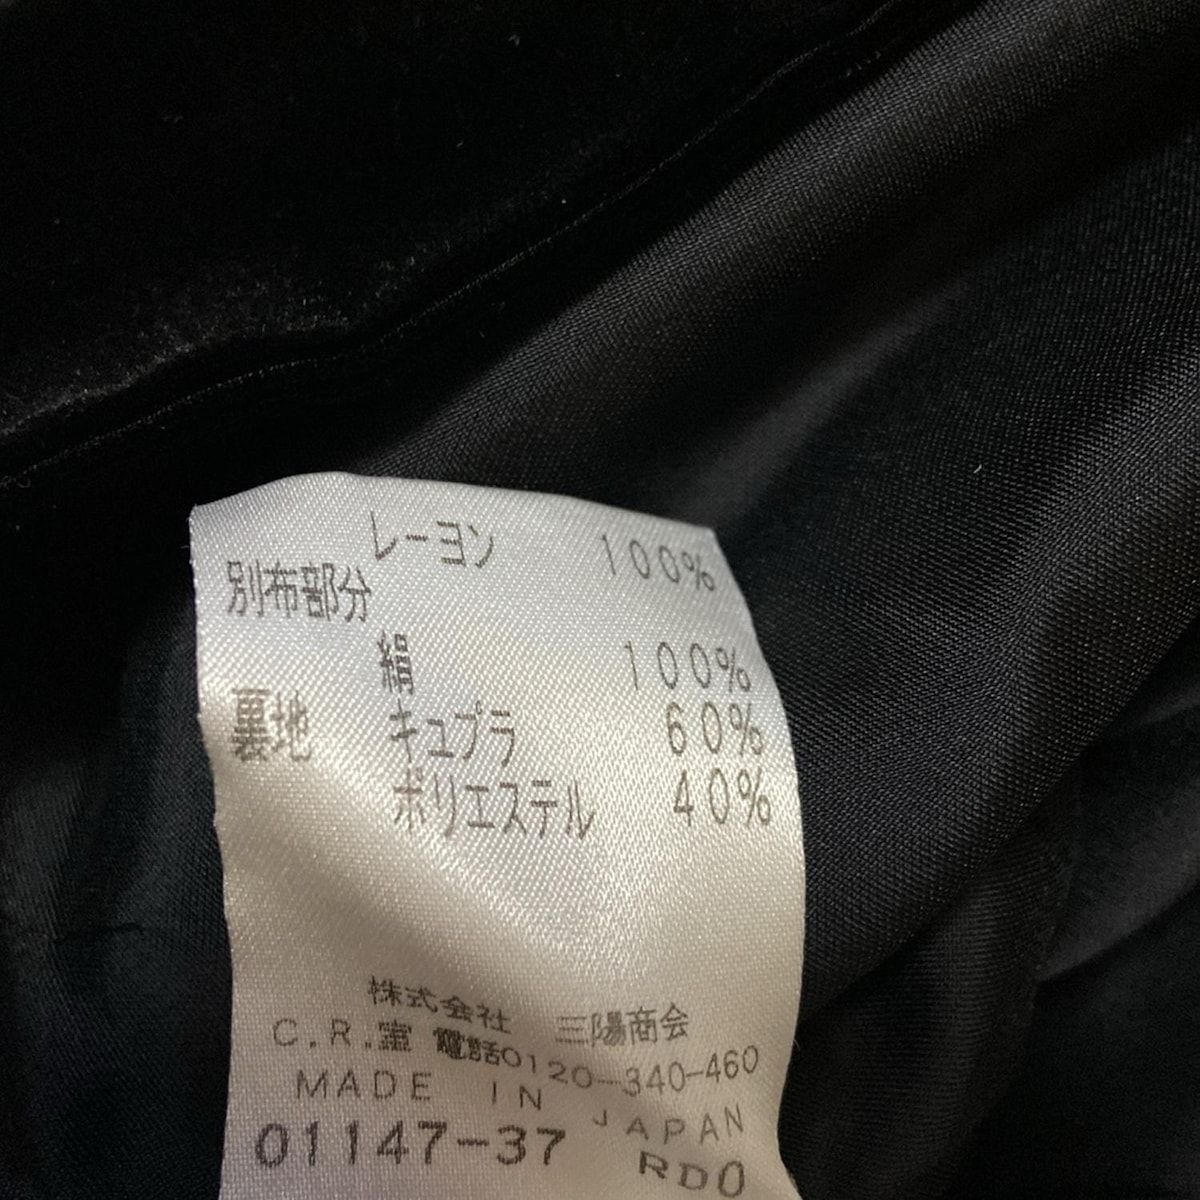 レーヨン 100%
別布部分
絹 100%
裏地 キュプラ 60%
ポリエステル 40%
株式会社 三陽商会
C.R.室 電話0120-340-460
MADE IN JAPAN
01147-37 RD0